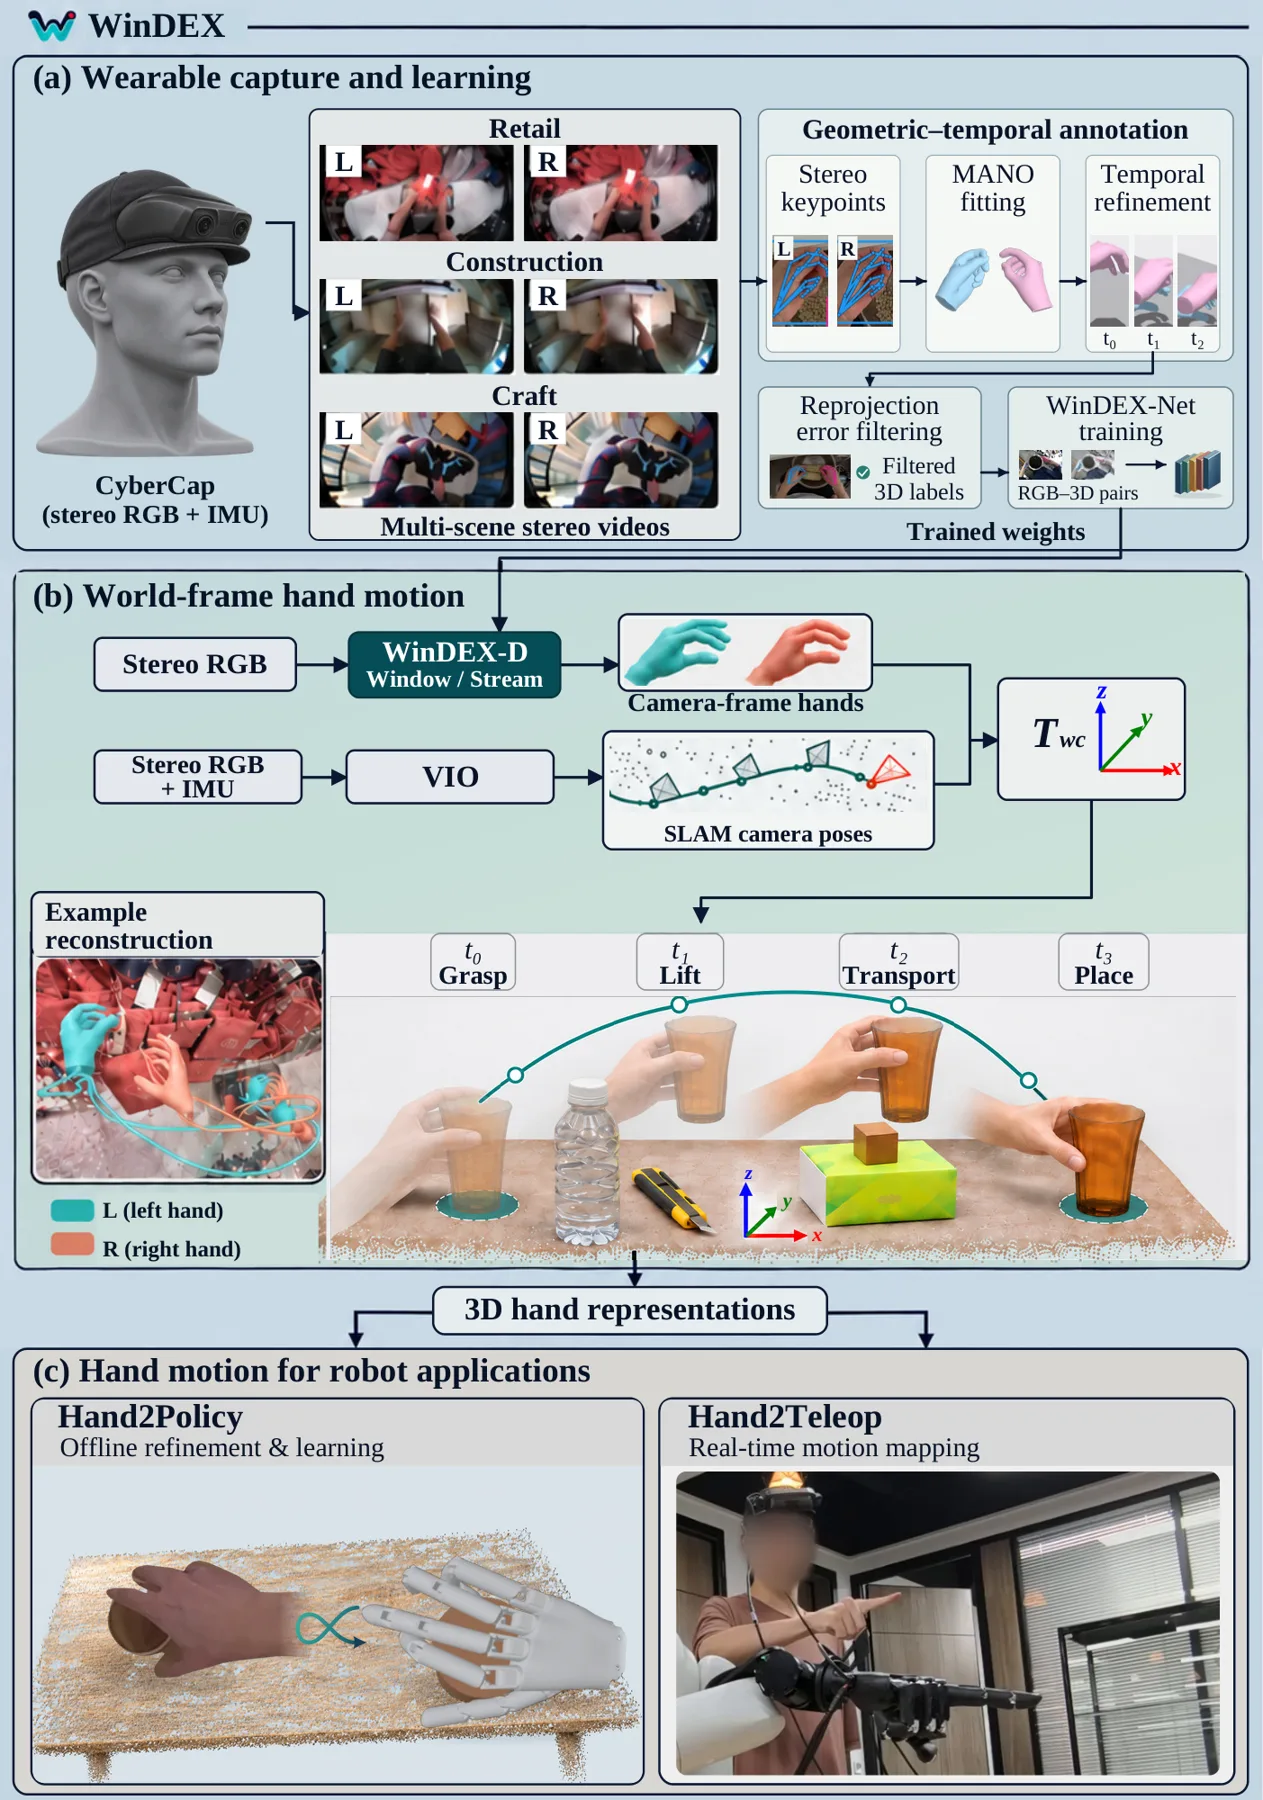 WinDEX
(a) Wearable capture and learning
Retail
L
R
Construction
L
R
Craft
L
R
Multi-scene stereo videos
CyberCap
(stereo RGB + IMU)
Geometric–temporal annotation
Stereo
keypoints
L
R
MANO
fitting
Temporal
refinement
t₀
t₁
t₂
Reprojection
error filtering
Filtered
3D labels
WinDEX-Net
training
RGB–3D pairs
Trained weights
(b) World-frame hand motion
Stereo RGB
WinDEX-D
Window / Stream
Camera-frame hands
Stereo RGB
+ IMU
VIO
SLAM camera poses
T wc
z
y
x
Example
reconstruction
L (left hand)
R (right hand)
t₀
Grasp
t₁
Lift
t₂
Transport
t₃
Place
z
y
x
3D hand representations
(c) Hand motion for robot applications
Hand2Policy
Offline refinement & learning
Hand2Teleop
Real-time motion mapping